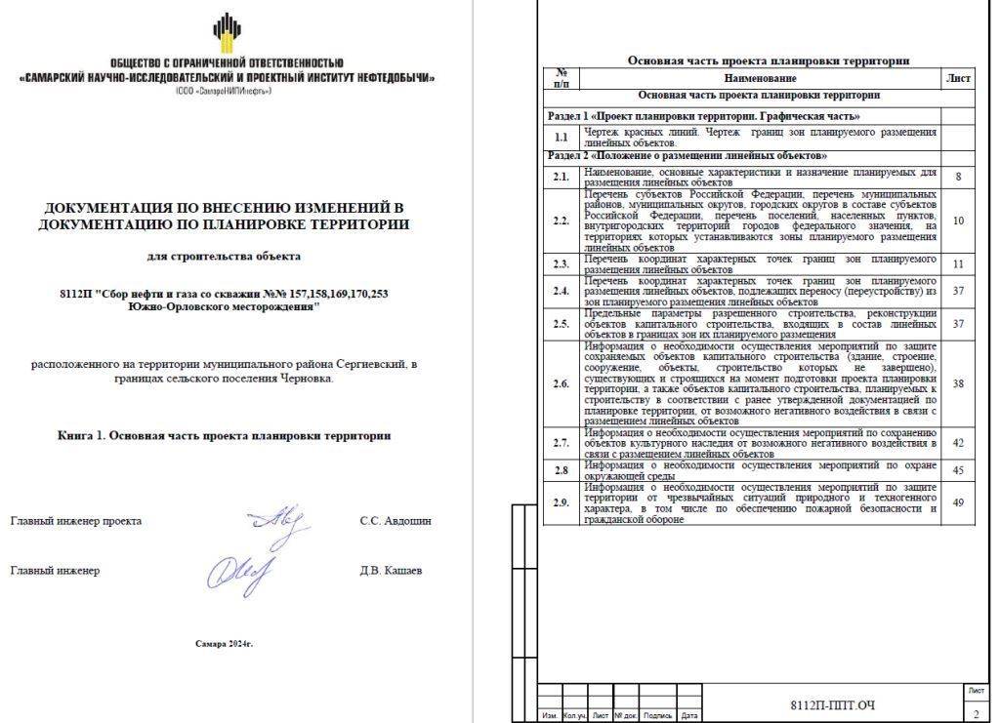 ОБЩЕСТВО С ОГРАНИЧЕННОЙ ОТВЕТСТВЕННОСТЬЮ
«САМАРСКИЙ НАУЧНО-ИССЛЕДОВАТЕЛЬСКИЙ И ПРОЕКТНЫЙ ИНСТИТУТ НЕФТЕДОБЫЧИ»
(ООО «СамараНИПИнефть»)
ДОКУМЕНТАЦИЯ ПО ВНЕСЕНИЮ ИЗМЕНЕНИЙ В
ДОКУМЕНТАЦИЮ ПО ПЛАНИРОВКЕ ТЕРРИТОРИИ
для строительства объекта
8112П "Сбор нефти и газа со скважин №№ 157,158,169,170,253
Южно-Орловского месторождения"
расположенного на территории муниципального района Сергиевский, в
границах сельского поселения Черновка.
Книга 1. Основная часть проекта планировки территории
Главный инженер проекта
С.С. Авдошин
Главный инженер
Д.В. Кашаев
Самара 2024г.
Основная часть проекта планировки территории
№
п/п
Наименование
Лист
Основная часть проекта планировки территории
Раздел 1 «Проект планировки территории. Графическая часть»
1.1
Чертеж красных линий. Чертеж границ зон планируемого размещения
линейных объектов.
Раздел 2 «Положение о размещении линейных объектов»
2.1.
Наименование, основные характеристики и назначение планируемых для
размещения линейных объектов
8
2.2.
Перечень субъектов Российской Федерации, перечень муниципальных
районов, муниципальных округов, городских округов в составе субъектов
Российской Федерации, перечень поселений, населенных пунктов,
внутригородских территорий городов федерального значения, на
территориях которых устанавливаются зоны планируемого размещения
линейных объектов
10
2.3.
Перечень координат характерных точек границ зон планируемого
размещения линейных объектов
11
2.4.
Перечень координат характерных точек границ зон планируемого
размещения линейных объектов, подлежащих переносу (переустройству) из
зон планируемого размещения линейных объектов
37
2.5.
Предельные параметры разрешенного строительства, реконструкции
объектов капитального строительства, входящих в состав линейных
объектов в границах зон их планируемого размещения
37
2.6.
Информация о необходимости осуществления мероприятий по защите
сохраняемых объектов капитального строительства (здание, строение,
сооружение, объекты, строительство которых не завершено),
существующих и строящихся на момент подготовки проекта планировки
территории, а также объектов капитального строительства, планируемых к
строительству в соответствии с ранее утвержденной документацией по
планировке территории, от возможного негативного воздействия в связи с
размещением линейных объектов
38
2.7.
Информация о необходимости осуществления мероприятий по сохранению
объектов культурного наследия от возможного негативного воздействия в
связи с размещением линейных объектов
42
2.8
Информация о необходимости осуществления мероприятий по охране
окружающей среды
45
2.9.
Информация о необходимости осуществления мероприятий по защите
территории от чрезвычайных ситуаций природного и техногенного
характера, в том числе по обеспечению пожарной безопасности и
гражданской обороне
49
Изм. Кол.уч. Лист № док. Подпись Дата
8112П-ППТ.ОЧ
Лист
2